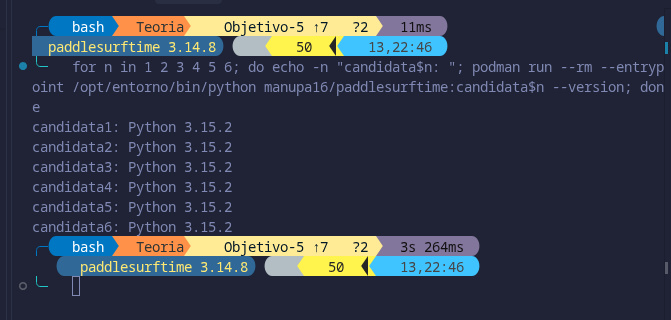 bash Teoria Objetivo-5 ↑7 ?2 11ms
paddlesurftime 3.14.8 50 13,22:46
for n in 1 2 3 4 5 6; do echo -n "candidata$n: "; podman run --rm --entryp
oint /opt/entorno/bin/python manupa16/paddlesurftime:candidata$n --version; don
e
candidata1: Python 3.15.2
candidata2: Python 3.15.2
candidata3: Python 3.15.2
candidata4: Python 3.15.2
candidata5: Python 3.15.2
candidata6: Python 3.15.2
bash Teoria Objetivo-5 ↑7 ?2 3s 264ms
paddlesurftime 3.14.8 50 13,22:46